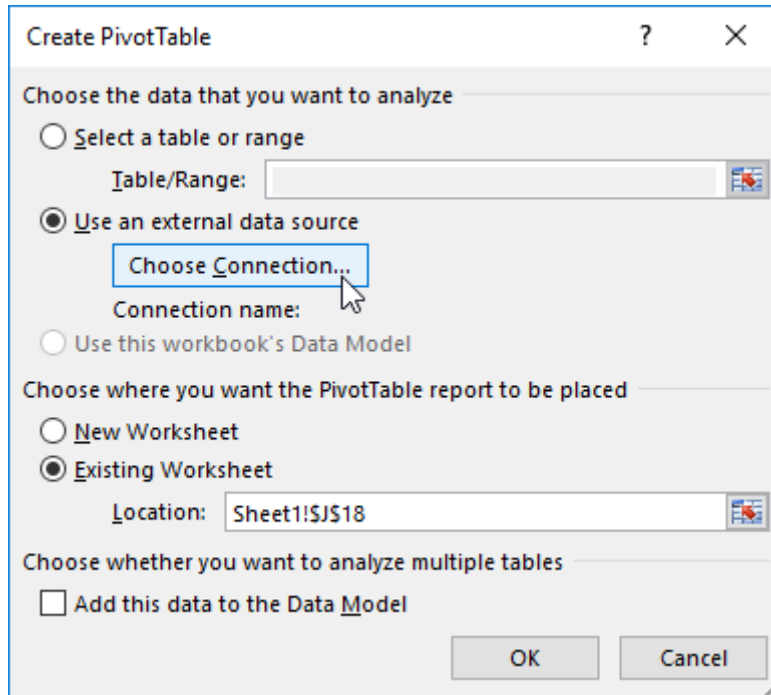 Create PivotTable ?
Choose the data that you want to analyze
Select a table or range
Table/Range:
Use an external data source
Choose Connection...
Connection name:
Use this workbook's Data Model
Choose where you want the PivotTable report to be placed
New Worksheet
Existing Worksheet
Location: Sheet1!$J$18
Choose whether you want to analyze multiple tables
Add this data to the Data Model
OK Cancel